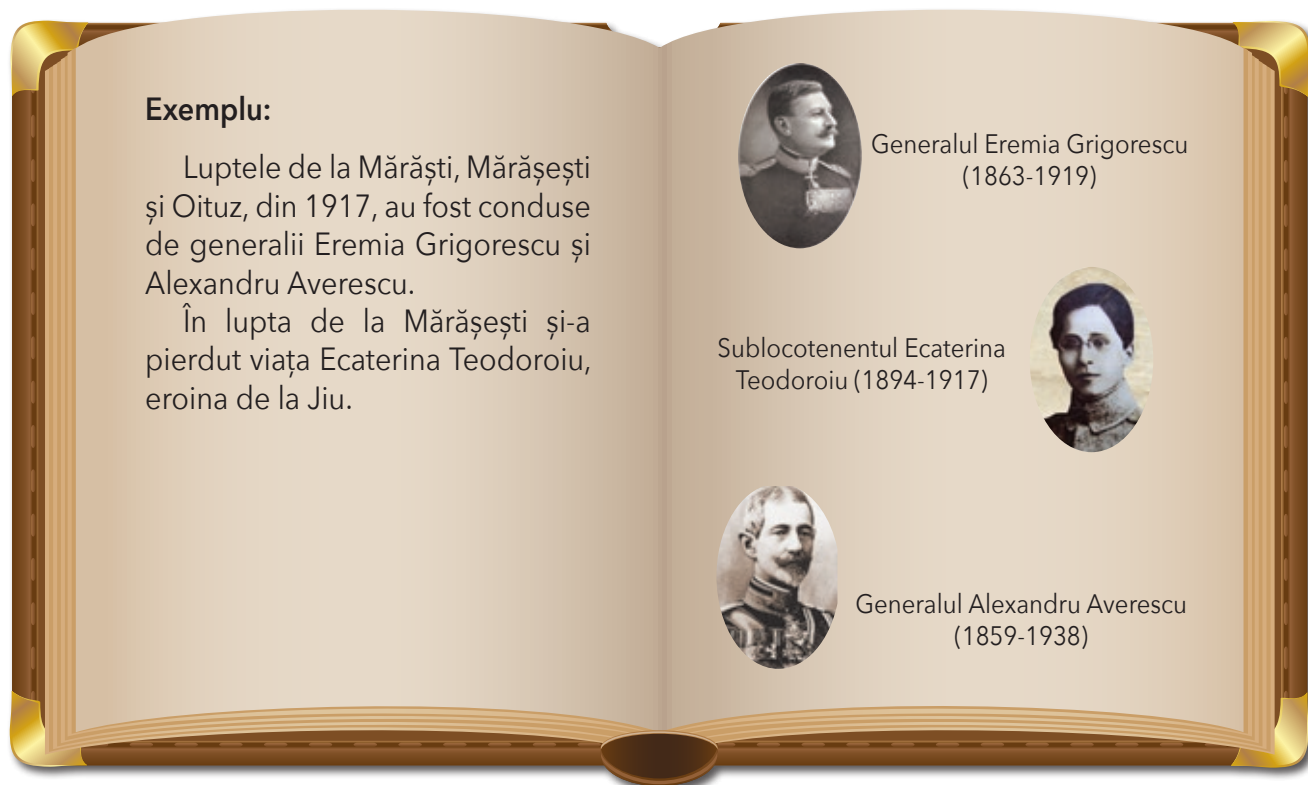 Exemplu:
Luptele de la Mărăști, Mărășești
și Oituz, din 1917, au fost conduse
de generalii Eremia Grigorescu și
Alexandru Averescu.
În lupta de la Mărășești și-a
pierdut viața Ecaterina Teodoroiu,
eroina de la Jiu.
Generalul Eremia Grigorescu
(1863-1919)
Sublocotenentul Ecaterina
Teodoroiu (1894-1917)
Generalul Alexandru Averescu
(1859-1938)